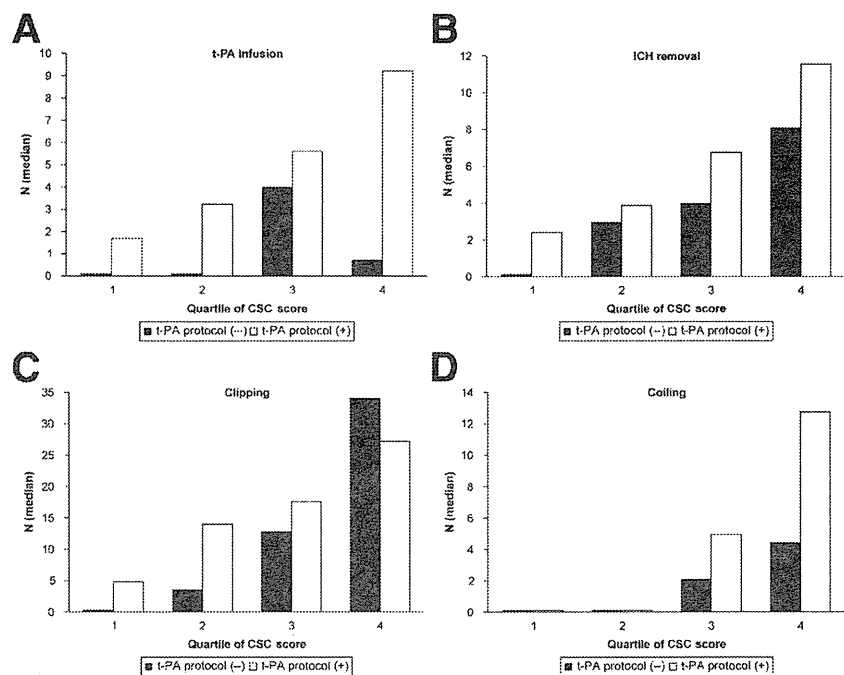 A
t-PA infusion
10
9
8
7
6
5
4
3
2
1
0
N (median)
1 2 3 4
Quartile of CSC score
t-PA protocol (--) t-PA protocol (+)
B
ICH removal
12
10
8
6
4
2
0
N (median)
1 2 3 4
Quartile of CSC score
t-PA protocol (--) t-PA protocol (+)
C
Clipping
35
30
25
20
15
10
5
0
N (median)
1 2 3 4
Quartile of CSC score
t-PA protocol (--) t-PA protocol (+)
D
Coiling
14
12
10
8
6
4
2
0
N (median)
1 2 3 4
Quartile of CSC score
t-PA protocol (--) t-PA protocol (+)